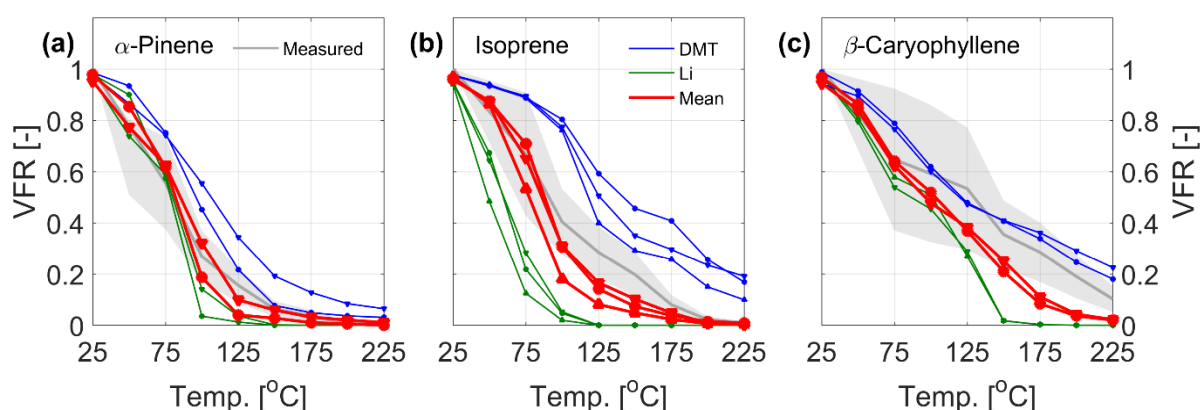 (a) α-Pinene Measured
(b) Isoprene DMT
Li
Mean
(c) β-Caryophyllene
VFR [-]
1
0.8
0.6
0.4
0.2
0
25 75 125 175 225
Temp. [°C]
25 75 125 175 225
Temp. [°C]
25 75 125 175 225
Temp. [°C]
1
0.8
0.6
0.4
0.2
0
VFR [-]